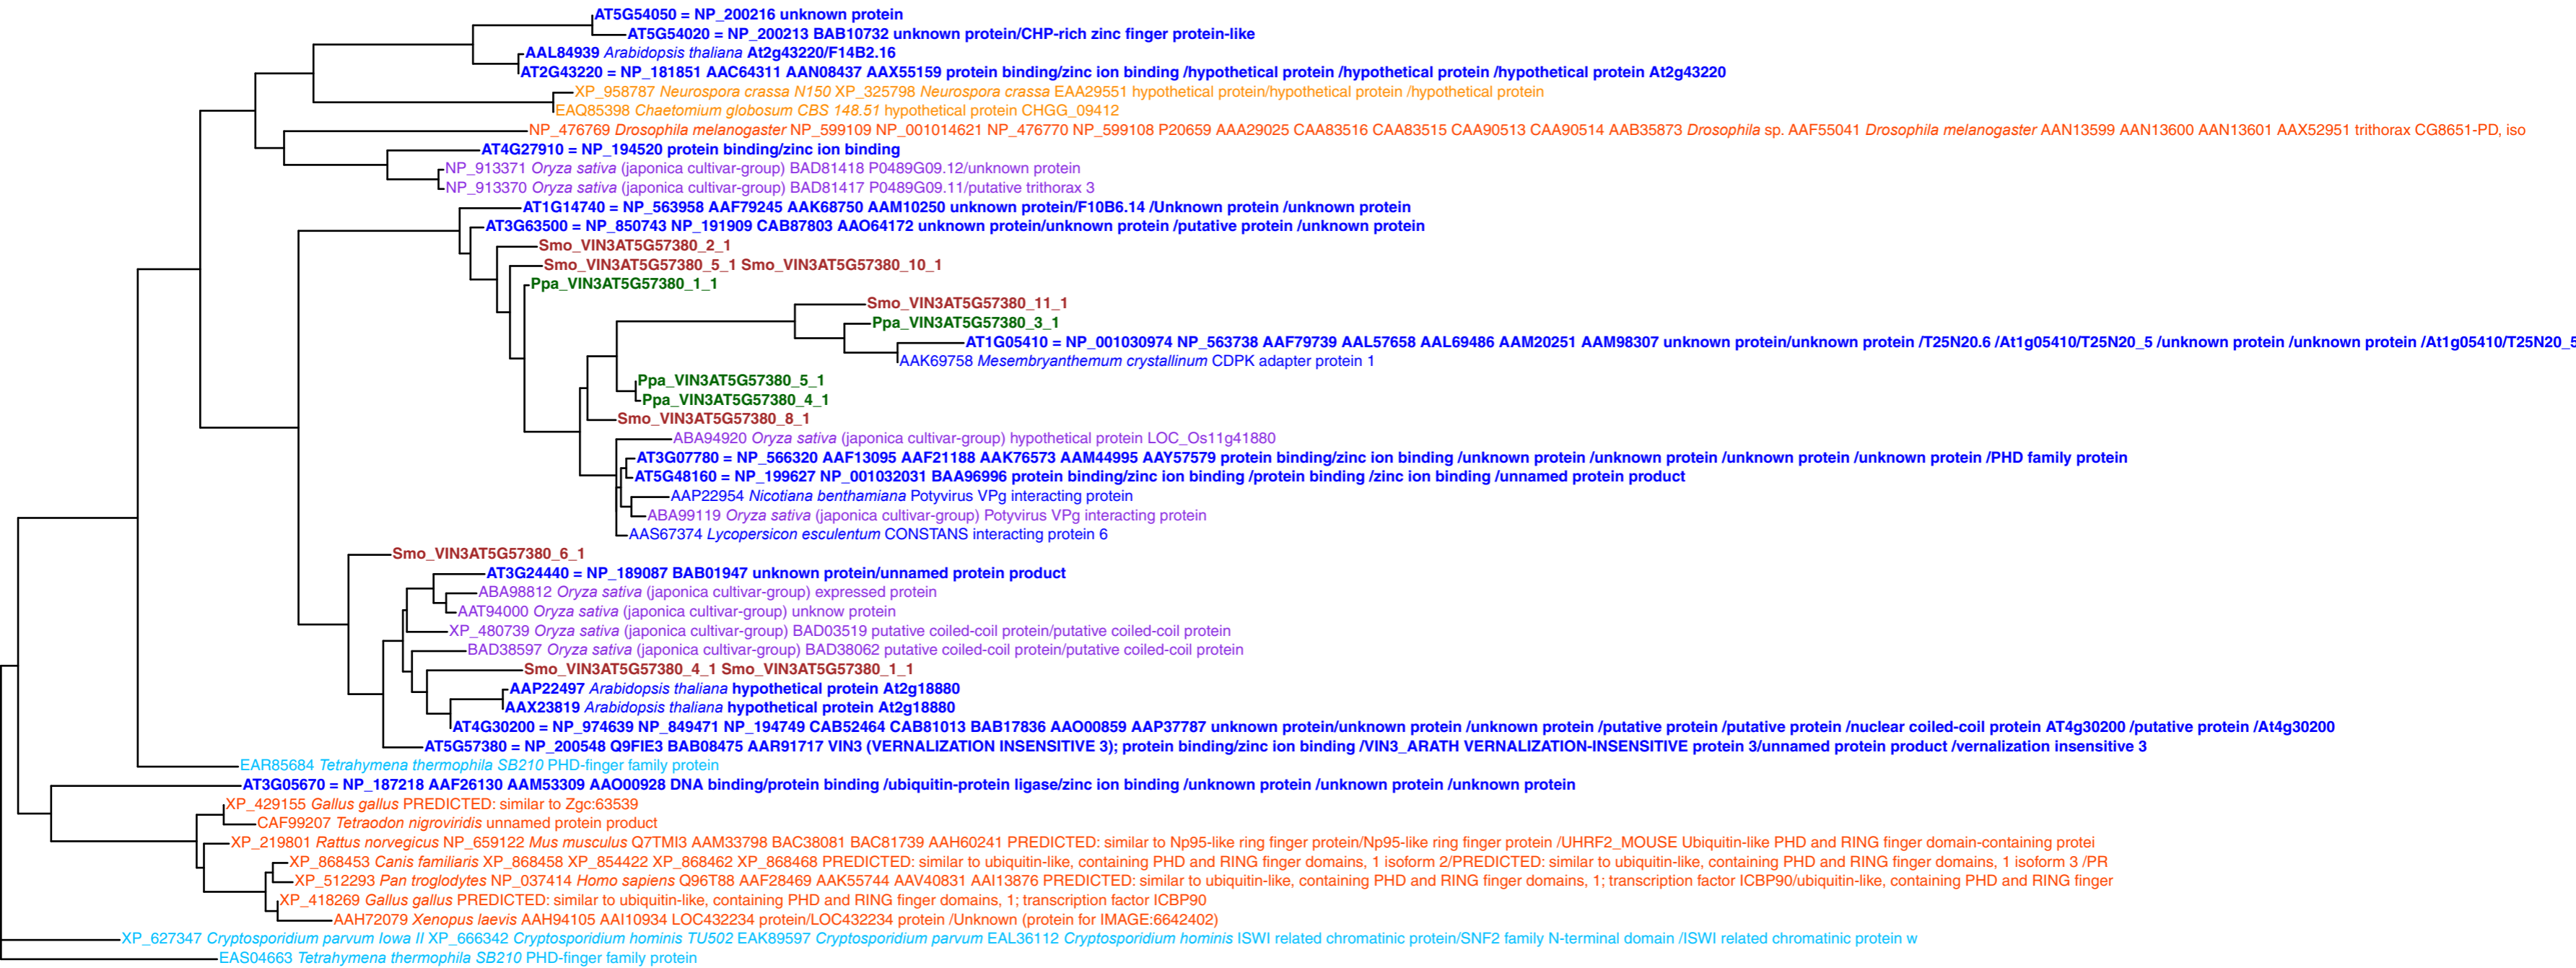 AT5G54050 = NP_200216 unknown protein
AT5G54020 = NP_200213 BAB10732 unknown protein/CHP-rich zinc finger protein-like
AAL84939 Arabidopsis thaliana At2g43220/F14B2.16
AT2G43220 = NP_181851 AAC64311 AAN08437 AAX55159 protein binding/zinc ion binding /hypothetical protein /hypothetical protein /hypothetical protein At2g43220
XP_958787 Neurospora crassa N150 XP_325798 Neurospora crassa EAA29551 hypothetical protein/hypothetical protein /hypothetical protein
EAQ85398 Chaetomium globosum CBS 148.51 hypothetical protein CHGG_09412
NP_476769 Drosophila melanogaster NP_599109 NP_001014621 NP_476770 NP_599108 P20659 AAA29025 CAA83516 CAA83515 CAA90513 CAA90514 AAB35873 Drosophila sp. AAF55041 Drosophila melanogaster AAN13599 AAN13600 AAN13601 AAX52951 trithorax CG8651-PD, iso
AT4G27910 = NP_194520 protein binding/zinc ion binding
NP_913371 Oryza sativa (japonica cultivar-group) BAD81418 P0489G09.12/unknown protein
NP_913370 Oryza sativa (japonica cultivar-group) BAD81417 P0489G09.11/putative trithorax 3
AT1G14740 = NP_563958 AAF79245 AAK68750 AAM10250 unknown protein/F10B6.14 /Unknown protein /unknown protein
AT3G63500 = NP_850743 NP_191909 CAB87803 AAO64172 unknown protein/unknown protein /putative protein /unknown protein
Smo_VIN3AT5G57380_2_1
Smo_VIN3AT5G57380_5_1 Smo_VIN3AT5G57380_10_1
Ppa_VIN3AT5G57380_1_1
Smo_VIN3AT5G57380_11_1
Ppa_VIN3AT5G57380_3_1
AT1G05410 = NP_001030974 NP_563738 AAF79739 AAL57658 AAL69486 AAM20251 AAM98307 unknown protein/unknown protein /T25N20.6 /At1g05410/T25N20_5 /unknown protein /unknown protein /At1g05410/T25N20_5
AAK69758 Mesembryanthemum crystallinum CDPK adapter protein 1
Ppa_VIN3AT5G57380_5_1
Ppa_VIN3AT5G57380_4_1
Smo_VIN3AT5G57380_8_1
ABA94920 Oryza sativa (japonica cultivar-group) hypothetical protein LOC_Os11g41880
AT3G07780 = NP_566320 AAF13095 AAF21188 AAK76573 AAM44995 AAY57579 protein binding/zinc ion binding /unknown protein /unknown protein /unknown protein /unknown protein /PHD family protein
AT5G48160 = NP_199627 NP_001032031 BAA96996 protein binding/zinc ion binding /protein binding /zinc ion binding /unnamed protein product
AAP22954 Nicotiana benthamiana Potyvirus VPg interacting protein
ABA99119 Oryza sativa (japonica cultivar-group) Potyvirus VPg interacting protein
AAS67374 Lycopersicon esculentum CONSTANS interacting protein 6
Smo_VIN3AT5G57380_6_1
AT3G24440 = NP_189087 BAB01947 unknown protein/unnamed protein product
ABA98812 Oryza sativa (japonica cultivar-group) expressed protein
AAT94000 Oryza sativa (japonica cultivar-group) unknow protein
XP_480739 Oryza sativa (japonica cultivar-group) BAD03519 putative coiled-coil protein/putative coiled-coil protein
BAD38597 Oryza sativa (japonica cultivar-group) BAD38062 putative coiled-coil protein/putative coiled-coil protein
Smo_VIN3AT5G57380_4_1 Smo_VIN3AT5G57380_1_1
AAP22497 Arabidopsis thaliana hypothetical protein At2g18880
AAX23819 Arabidopsis thaliana hypothetical protein At2g18880
AT4G30200 = NP_974639 NP_849471 NP_194749 CAB52464 CAB81013 BAB17836 AAO00859 AAP37787 unknown protein/unknown protein /unknown protein /putative protein /putative protein /nuclear coiled-coil protein AT4g30200 /putative protein /At4g30200
AT5G57380 = NP_200548 Q9FIE3 BAB08475 AAR91717 VIN3 (VERNALIZATION INSENSITIVE 3); protein binding/zinc ion binding /VIN3_ARATH VERNALIZATION-INSENSITIVE protein 3/unnamed protein product /vernalization insensitive 3
EAR85684 Tetrahymena thermophila SB210 PHD-finger family protein
AT3G05670 = NP_187218 AAF26130 AAM53309 AAO00928 DNA binding/protein binding /ubiquitin-protein ligase/zinc ion binding /unknown protein /unknown protein /unknown protein
XP_429155 Gallus gallus PREDICTED: similar to Zgc:63539
CAF99207 Tetraodon nigroviridis unnamed protein product
XP_219801 Rattus norvegicus NP_659122 Mus musculus Q7TMI3 AAM33798 BAC38081 BAC81739 AAH60241 PREDICTED: similar to Np95-like ring finger protein/Np95-like ring finger protein /UHRF2_MOUSE Ubiquitin-like PHD and RING finger domain-containing protei
XP_868453 Canis familiaris XP_868458 XP_854422 XP_868462 XP_868468 PREDICTED: similar to ubiquitin-like, containing PHD and RING finger domains, 1 isoform 2/PREDICTED: similar to ubiquitin-like, containing PHD and RING finger domains, 1 isoform 3 /PR
XP_512293 Pan troglodytes NP_037414 Homo sapiens Q96T88 AAF28469 AAK55744 AAV40831 AAI13876 PREDICTED: similar to ubiquitin-like, containing PHD and RING finger domains, 1; transcription factor ICBP90/ubiquitin-like, containing PHD and RING finger
XP_418269 Gallus gallus PREDICTED: similar to ubiquitin-like, containing PHD and RING finger domains, 1; transcription factor ICBP90
AAH72079 Xenopus laevis AAH94105 AAI10934 LOC432234 protein/LOC432234 protein /Unknown (protein for IMAGE:6642402)
XP_627347 Cryptosporidium parvum Iowa II XP_666342 Cryptosporidium hominis TU502 EAK89597 Cryptosporidium parvum EAL36112 Cryptosporidium hominis ISWI related chromatinic protein/SNF2 family N-terminal domain /ISWI related chromatinic protein w
EAS04663 Tetrahymena thermophila SB210 PHD-finger family protein